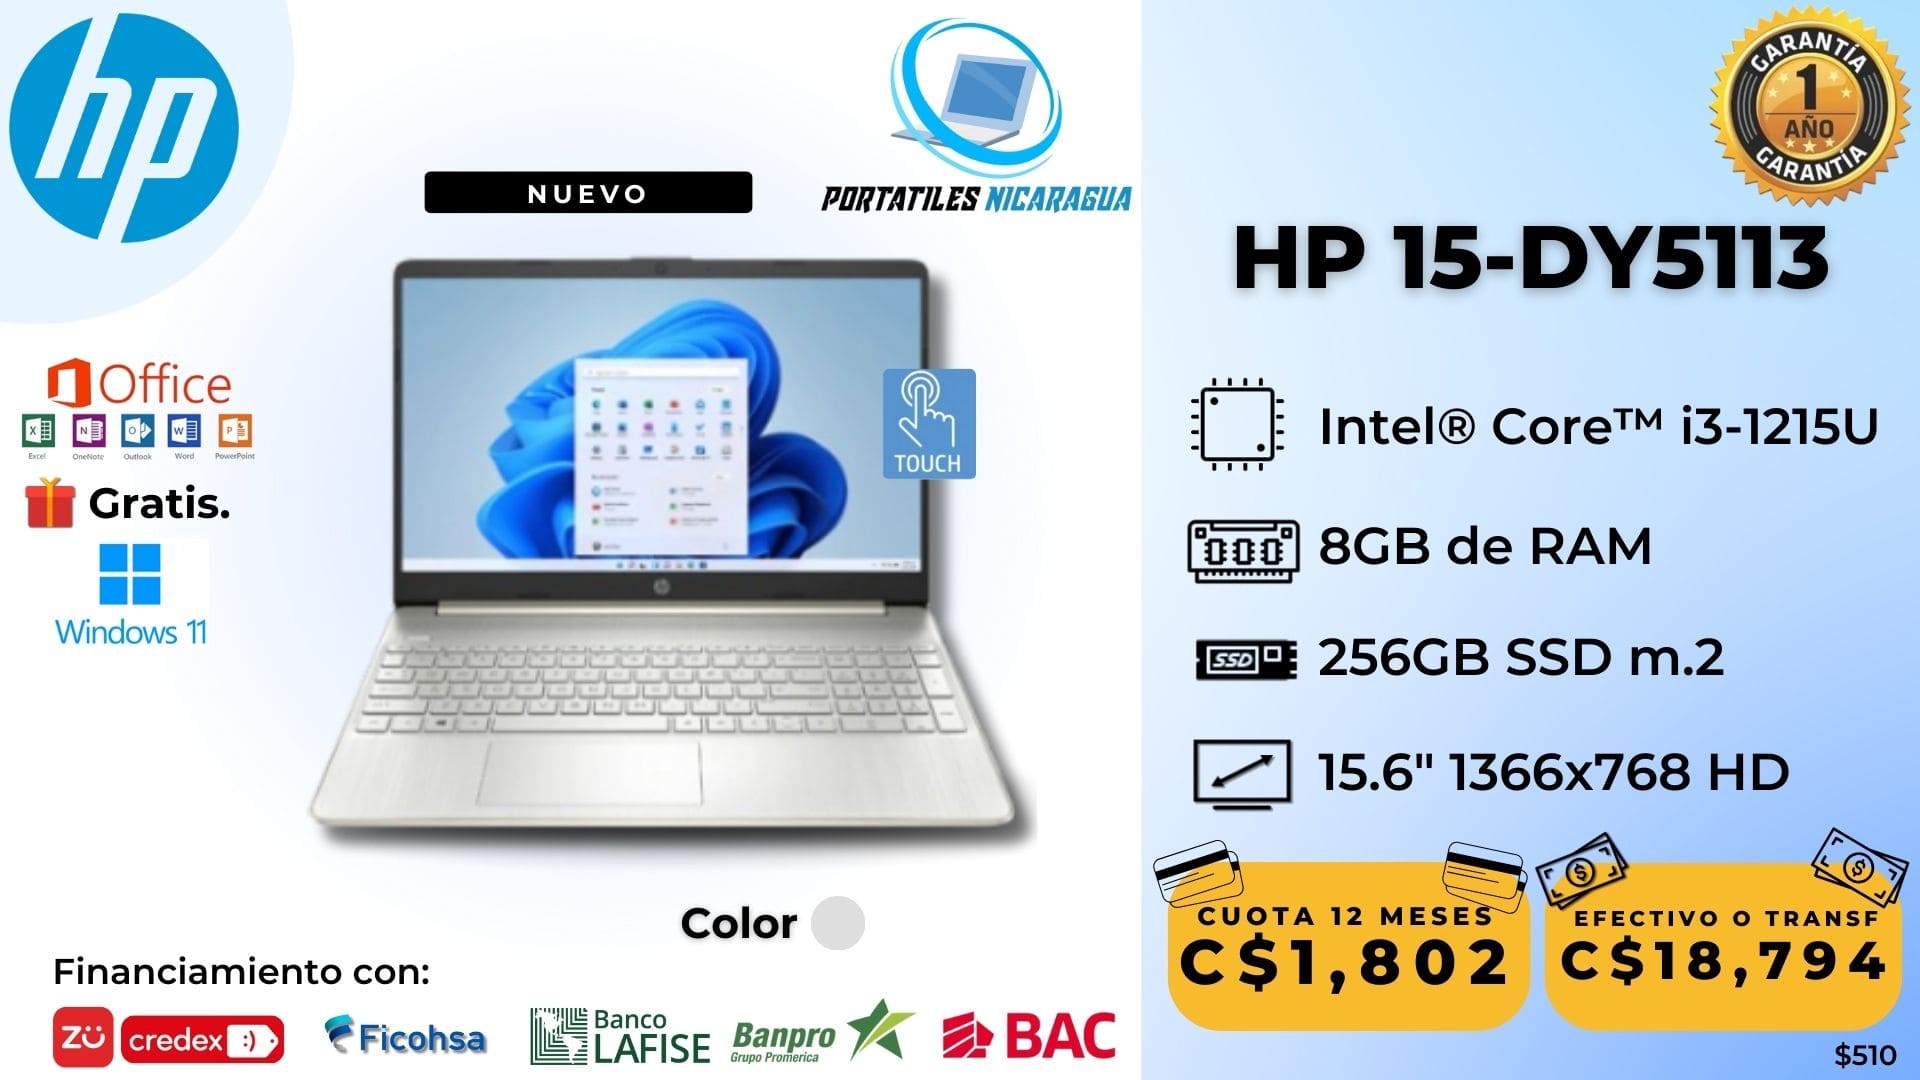 hp
NUEVO
PORTATILES NICARAGUA
GARANTÍA
1
AÑO
GARANTÍA
HP 15-DY5113
Office
Excel
OneNote
Outlook
Word
PowerPoint
Gratis.
Windows 11
TOUCH
Intel® Core™ i3-1215U
8GB de RAM
SSD
256GB SSD m.2
15.6" 1366x768 HD
Color
CUOTA 12 MESES
C$1,802
EFECTIVO O TRANSF
C$18,794
$510
Financiamiento con:
zū
credex :)
Ficohsa
Banco
LAFISE
Banpro
Grupo Promerica
BAC